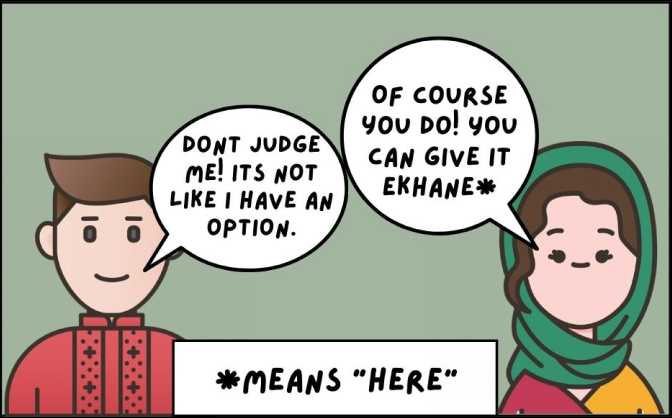 DONT JUDGE
ME! ITS NOT
LIKE I HAVE AN
OPTION.
OF COURSE
YOU DO! YOU
CAN GIVE IT
EKHANE*
*MEANS "HERE"